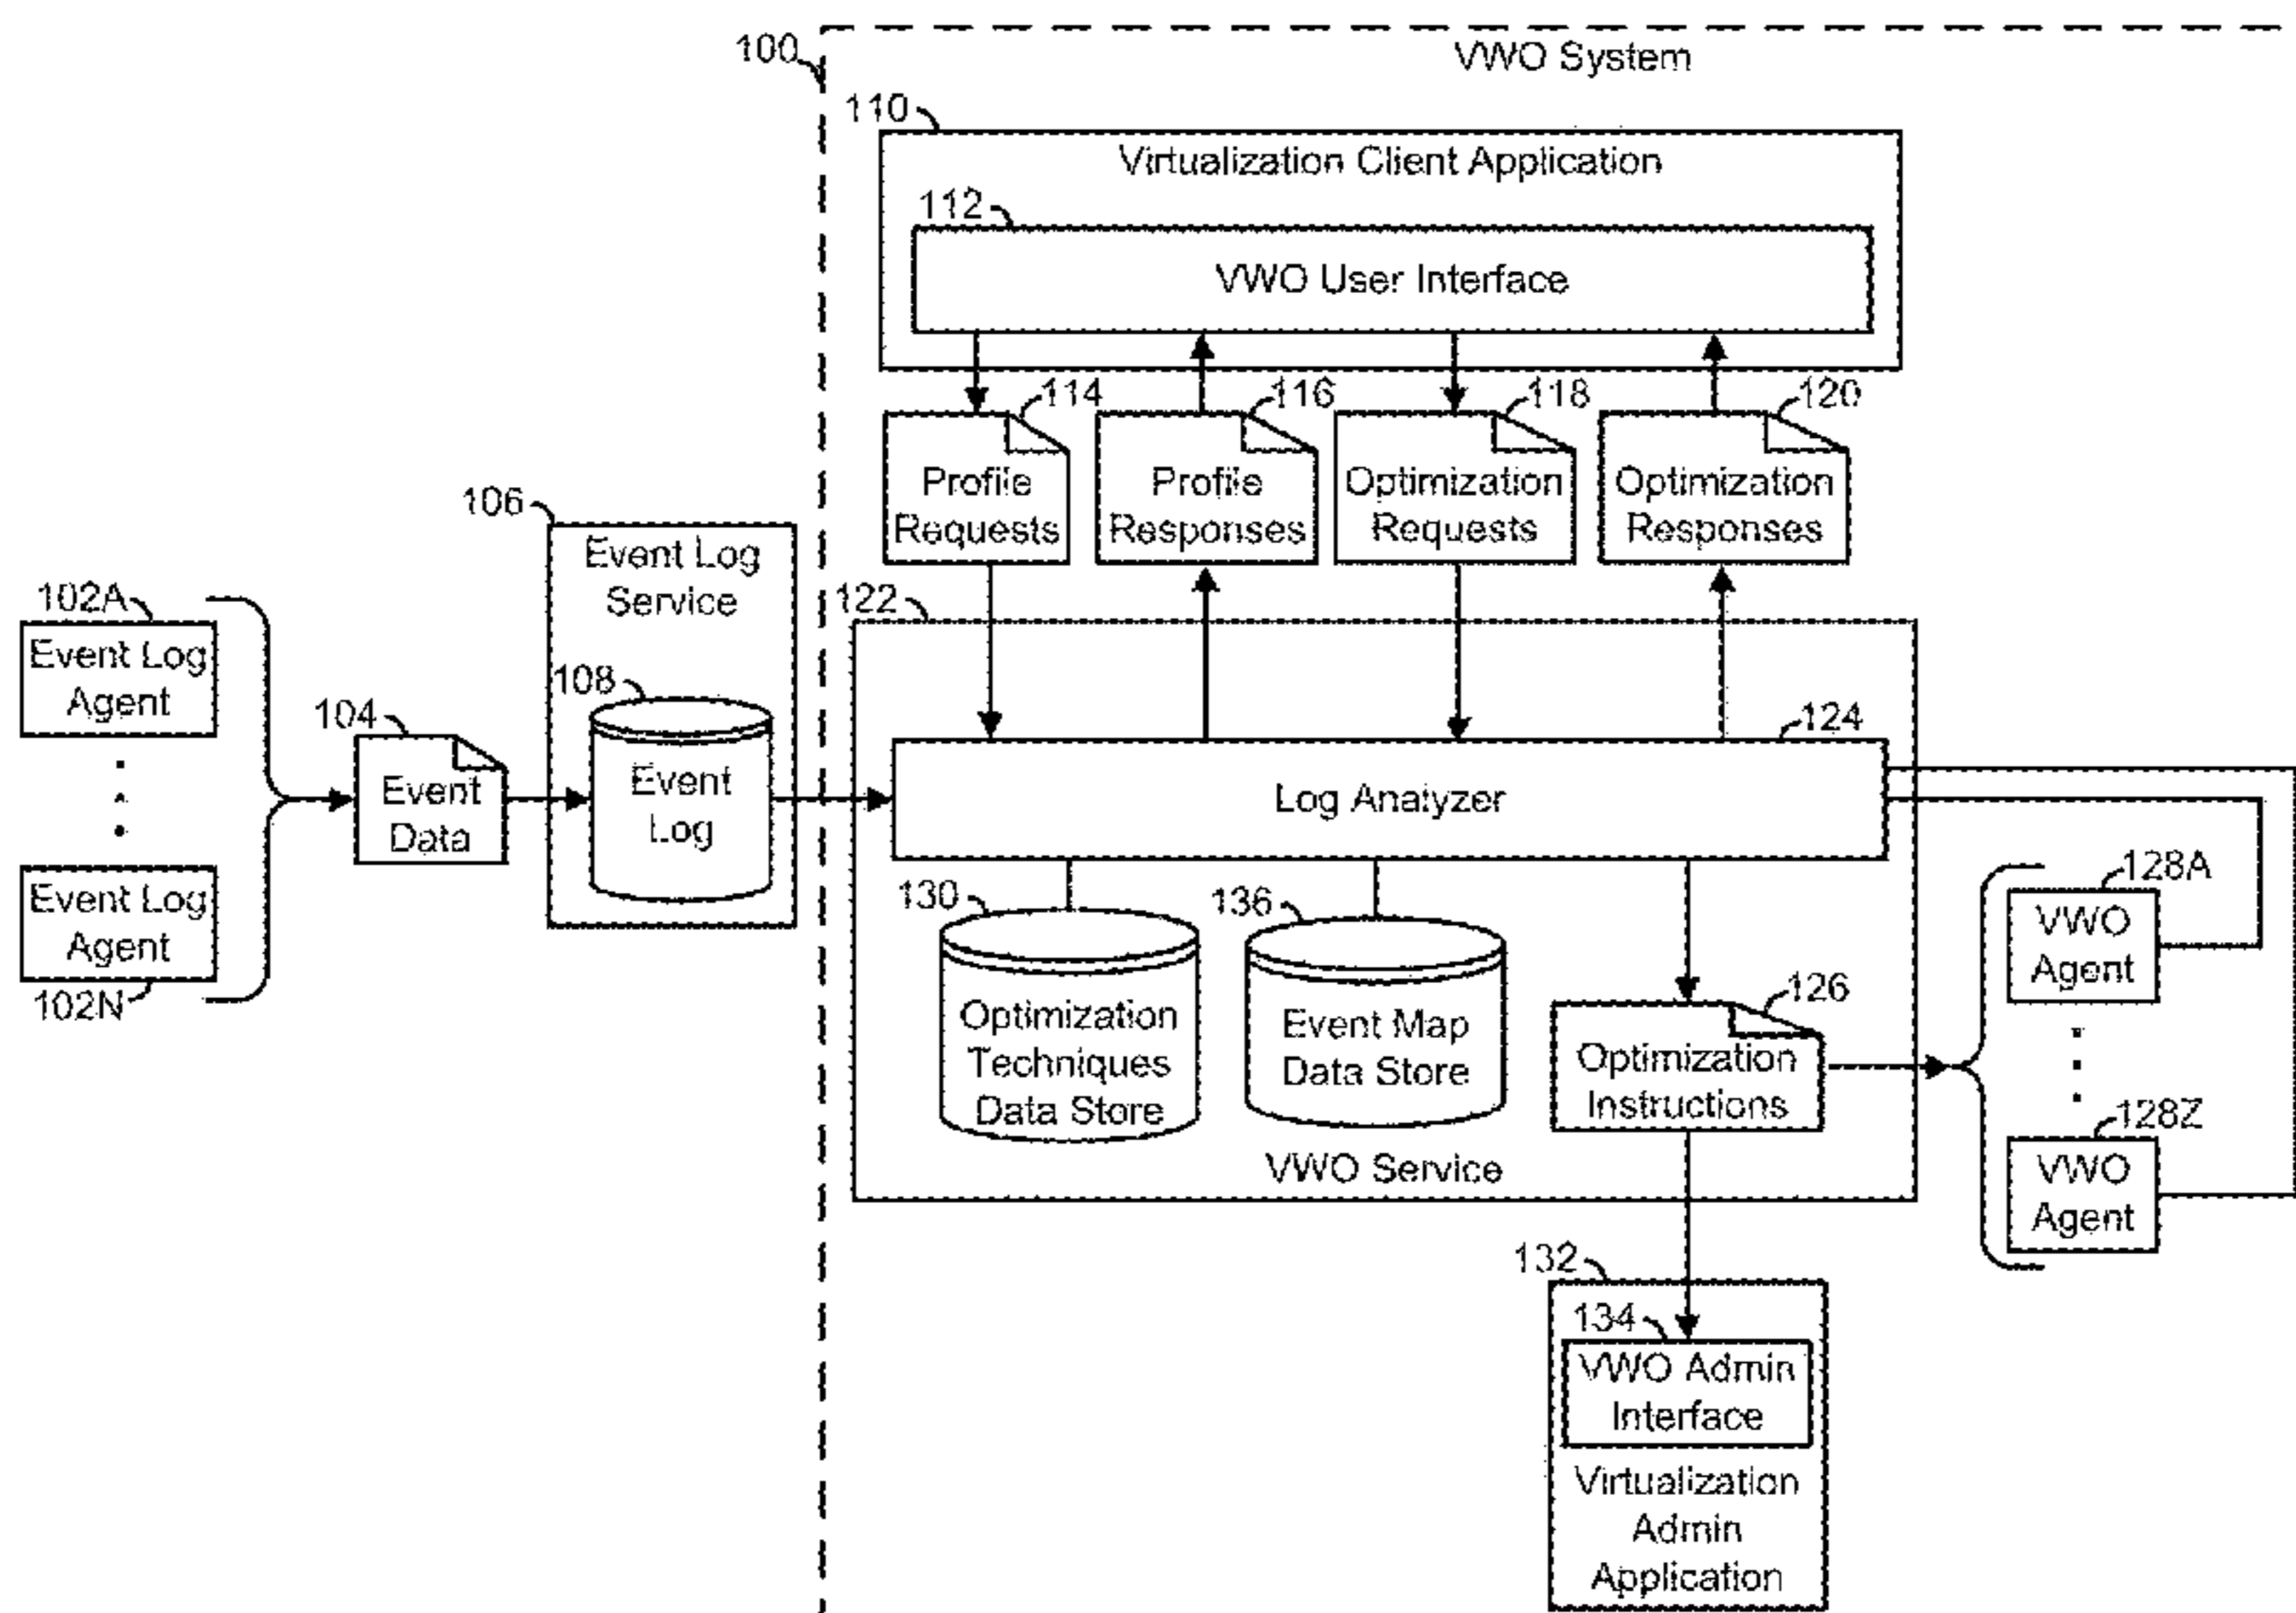 100
VWO System
110
Virtualization Client Application
112
VWO User Interface
114
116
118
120
Profile
Requests
Profile
Responses
Optimization
Requests
Optimization
Responses
106
Event Log
Service
102A
Event Log
Agent
104
Event
Data
108
Event
Log
Event Log
Agent
102N
122
124
Log Analyzer
130
Optimization
Techniques
Data Store
136
Event Map
Data Store
126
Optimization
Instructions
VWO Service
128A
VWO
Agent
128Z
VWO
Agent
132
134
VWO Admin
Interface
Virtualization
Admin
Application